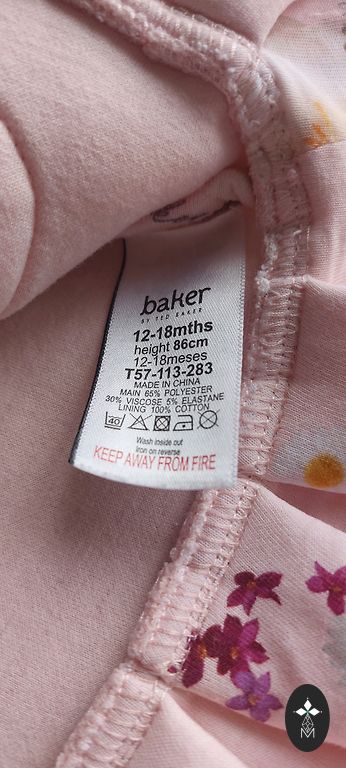 baker
BY TED BAKER
12-18mths
height 86cm
12-18meses
T57-113-283
MADE IN CHINA
MAIN 65% POLYESTER
30% VISCOSE 5% ELASTANE
LINING 100% COTTON
40
Wash inside out
Iron on reverse
KEEP AWAY FROM FIRE
M